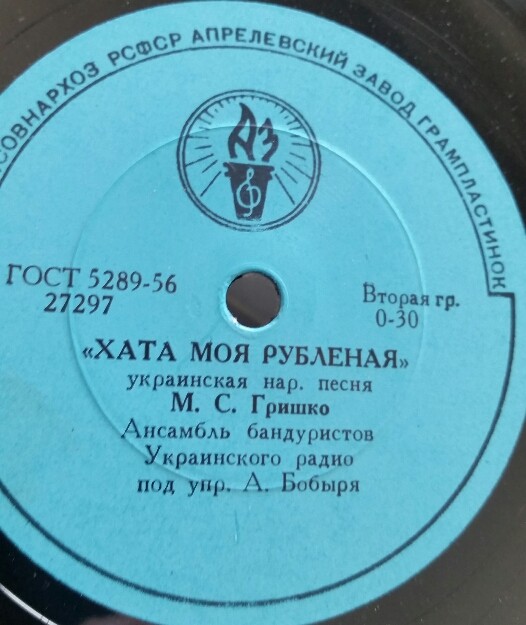 СОВНАРХОЗ РСФСР АПРЕЛЕВСКИЙ ЗАВОД ГРАМПЛАСТИНОК
АЗ
ГОСТ 5289-56
27297
Вторая гр.
0-30
«ХАТА МОЯ РУБЛЕНАЯ»
украинская нар. песня
М. С. Гришко
Ансамбль бандуристов
Украинского радио
под упр. А. Бобыря